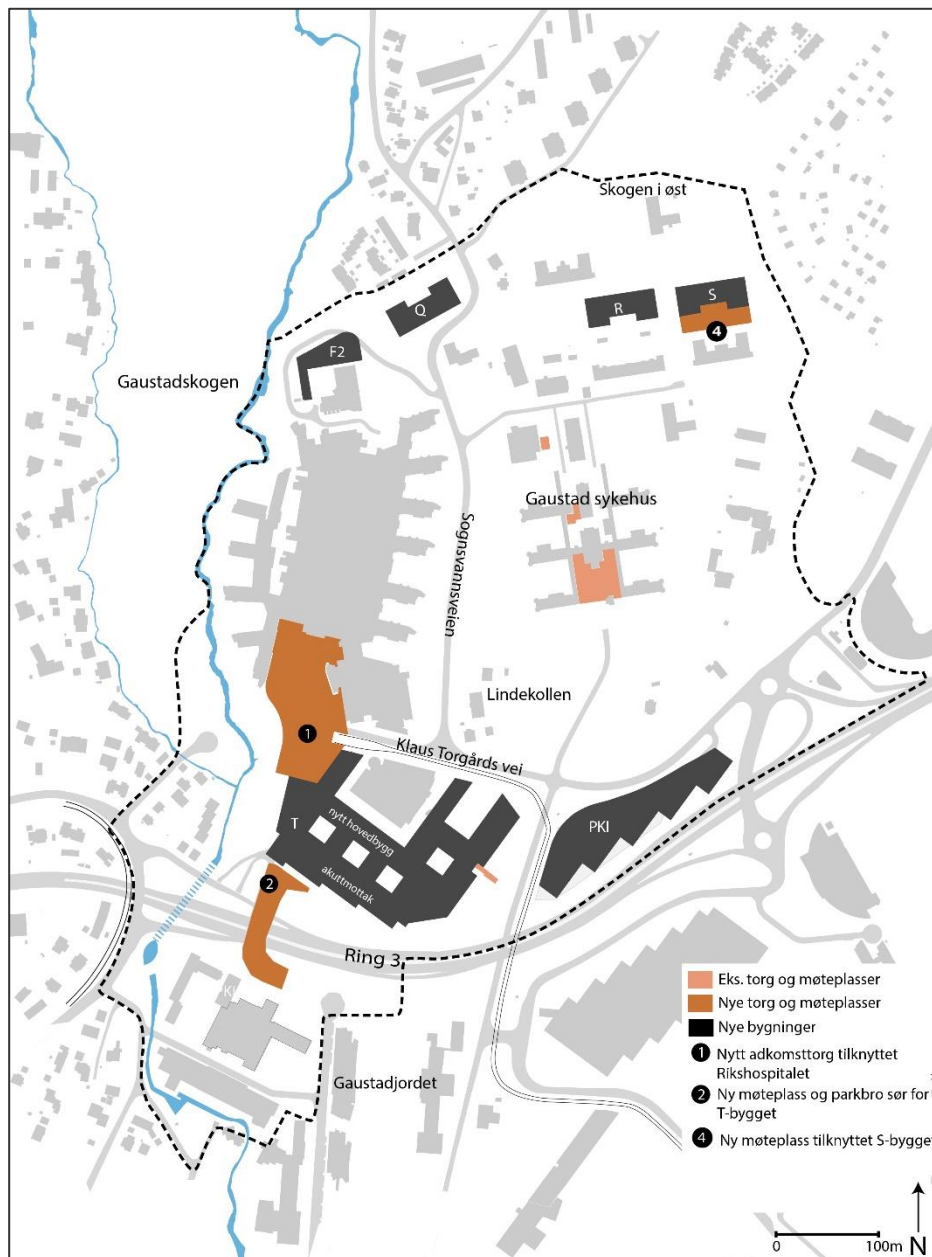 Skogen i øst
S
R
Q
4
F2
Gaustadskogen
Gaustad sykehus
Sognsvannsveien
Lindekollen
1
Klaus Torgårds vei
PKI
T
nytt hovedbygg
akuttmottak
2
Ring 3
Gaustadjordet
Eks. torg og møteplasser
Nye torg og møteplasser
Nye bygninger
1 Nytt adkomsttorg tilknyttet
Rikshospitalet
2 Ny møteplass og parkbro sør for
T-bygget
4 Ny møteplass tilknyttet S-bygget
0 100m N